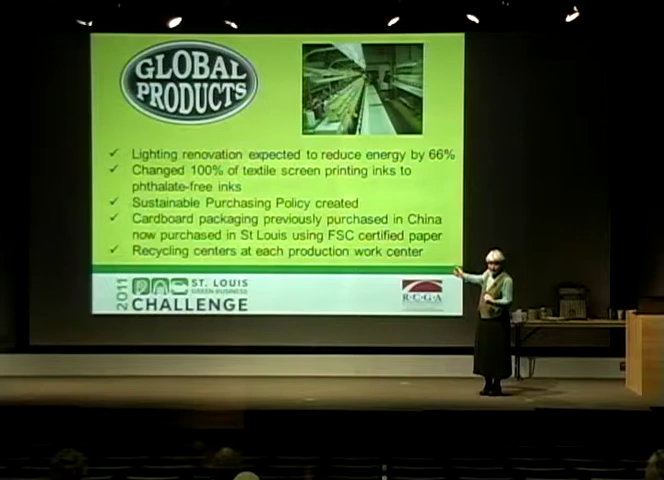 GLOBAL
PRODUCTS
✓ Lighting renovation expected to reduce energy by 66%
✓ Changed 100% of textile screen printing inks to
phthalate-free inks
✓ Sustainable Purchasing Policy created
✓ Cardboard packaging previously purchased in China
now purchased in St Louis using FSC certified paper
✓ Recycling centers at each production work center
2011
ST. LOUIS
GREEN BUSINESS
CHALLENGE
RCGA